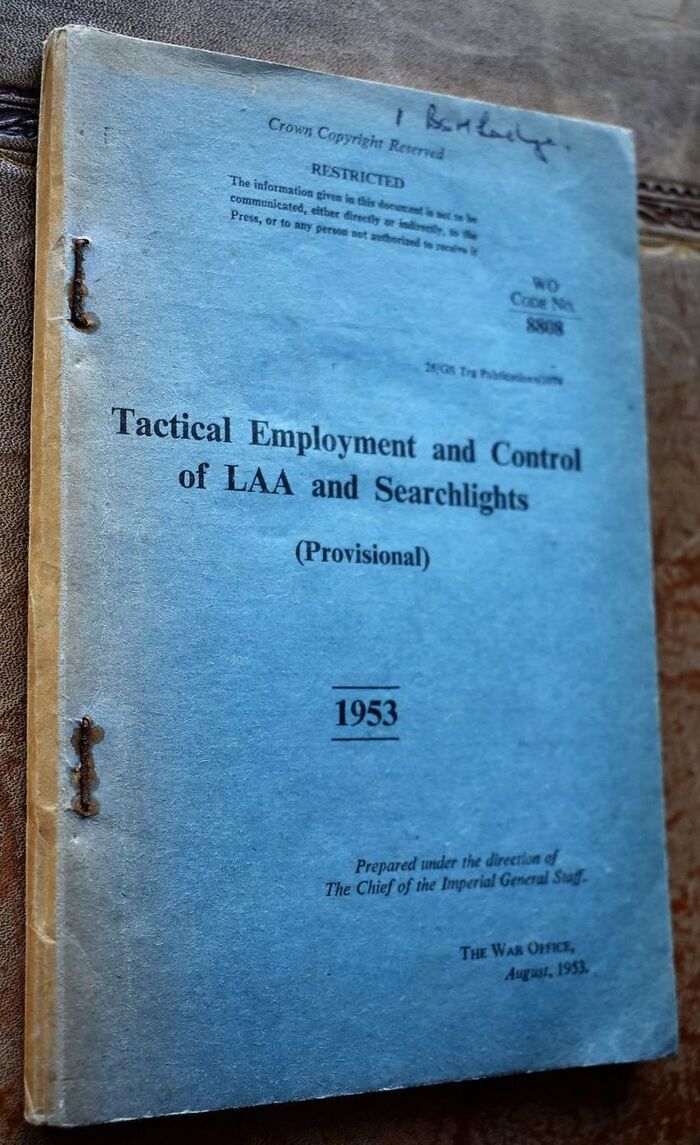 Crown Copyright Reserved
RESTRICTED
The information given in this document is not to be
communicated, either directly or indirectly, to the
Press, or to any person not authorized to receive it
WO
CODE No.
8808
Tactical Employment and Control
of LAA and Searchlights
(Provisional)
1953
Prepared under the direction of
The Chief of the Imperial General Staff.
THE WAR OFFICE,
August, 1953.